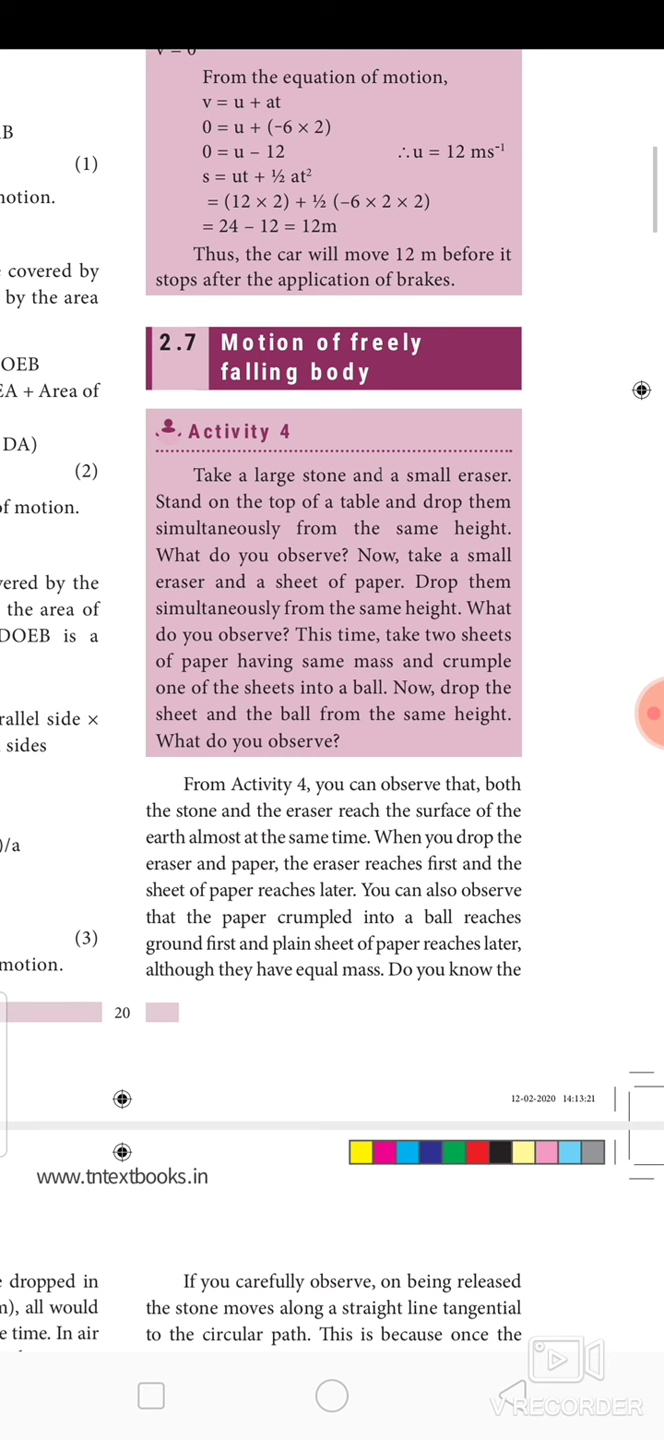 B
(1)
notion.
covered by
by the area
OEB
EA + Area of
DA)
(2)
of motion.
vered by the
the area of
DOEB is a
rallel side ×
sides
)/a
(3)
motion.
From the equation of motion,
v = u + at
0 = u + (-6 × 2)
0 = u – 12 ∴u = 12 ms⁻¹
s = ut + ½ at²
= (12 × 2) + ½ (-6 × 2 × 2)
= 24 – 12 = 12m
Thus, the car will move 12 m before it
stops after the application of brakes.
2.7 Motion of freely
falling body
Activity 4
Take a large stone and a small eraser.
Stand on the top of a table and drop them
simultaneously from the same height.
What do you observe? Now, take a small
eraser and a sheet of paper. Drop them
simultaneously from the same height. What
do you observe? This time, take two sheets
of paper having same mass and crumple
one of the sheets into a ball. Now, drop the
sheet and the ball from the same height.
What do you observe?
From Activity 4, you can observe that, both
the stone and the eraser reach the surface of the
earth almost at the same time. When you drop the
eraser and paper, the eraser reaches first and the
sheet of paper reaches later. You can also observe
that the paper crumpled into a ball reaches
ground first and plain sheet of paper reaches later,
although they have equal mass. Do you know the
20
12-02-2020 14:13:21
www.tntextbooks.in
dropped in
n), all would
e time. In air
If you carefully observe, on being released
the stone moves along a straight line tangential
to the circular path. This is because once the
V RECORDER